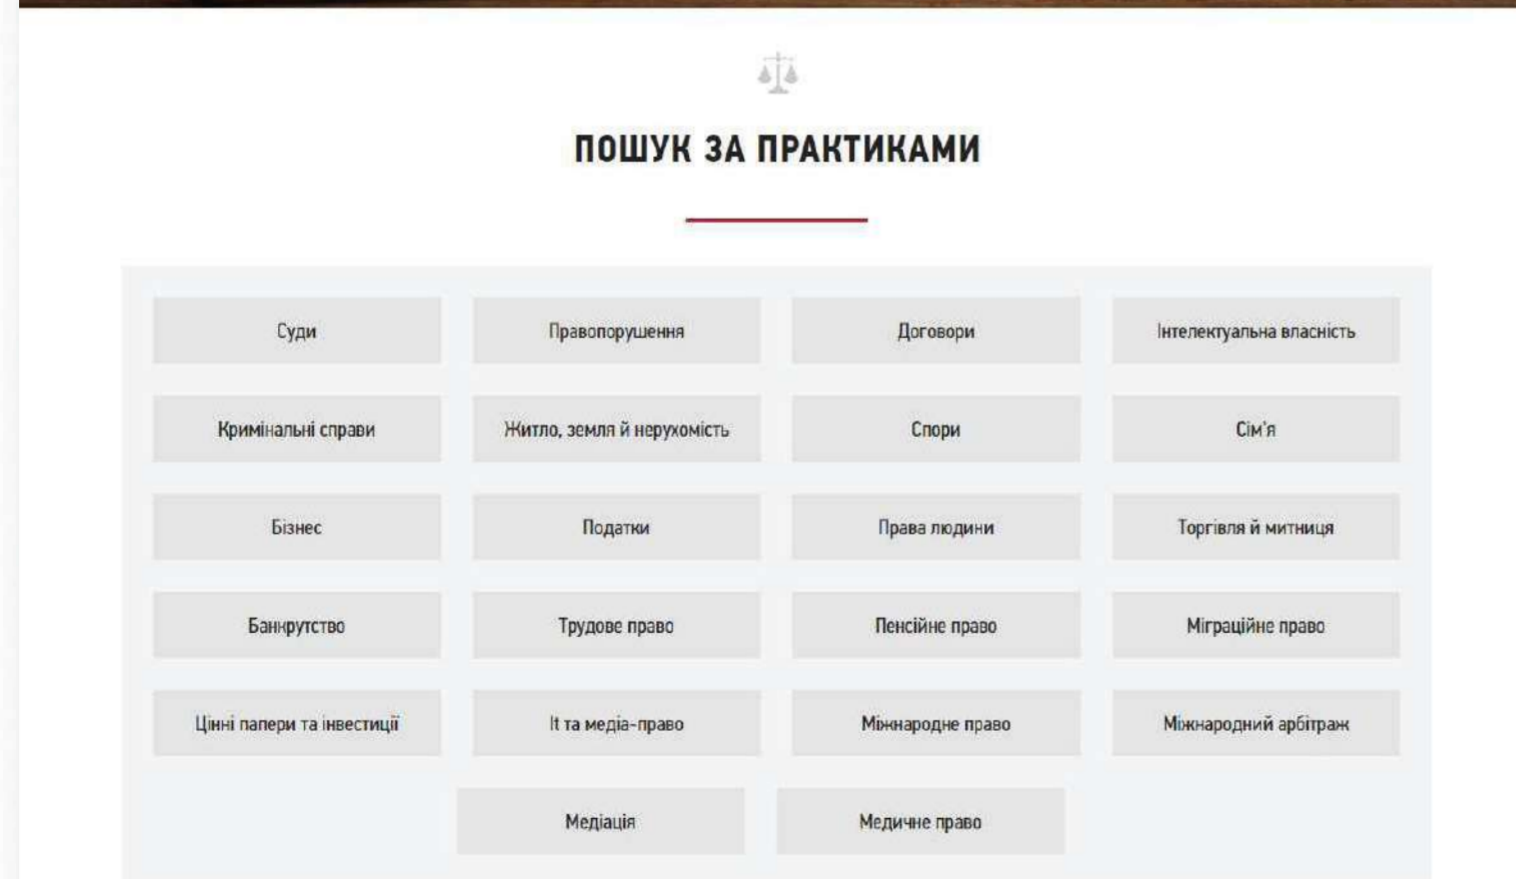 ПОШУК ЗА ПРАКТИКАМИ
Суди
Правопорушення
Договори
Інтелектуальна власність
Кримінальні справи
Житло, земля й нерухомість
Спори
Сім'я
Бізнес
Податки
Права людини
Торгівля й митниця
Банкрутство
Трудове право
Пенсійне право
Міграційне право
Цінні папери та інвестиції
It та медіа-право
Міжнародне право
Міжнародний арбітраж
Медіація
Медичне право